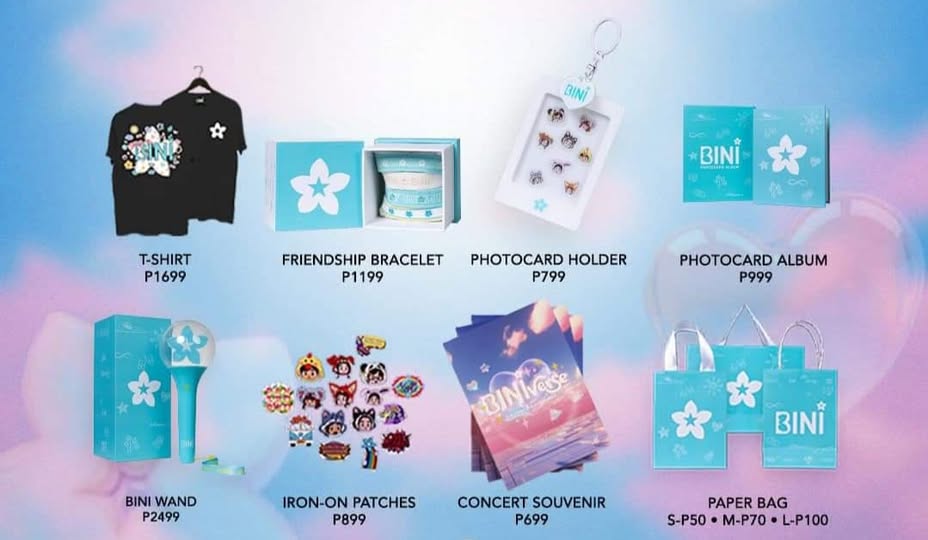 BINI
BINI
BINI
T-SHIRT
P1699
FRIENDSHIP BRACELET
P1199
PHOTOCARD HOLDER
P799
PHOTOCARD ALBUM
P999
BINIverse
BINI
BINI WAND
P2499
IRON-ON PATCHES
P899
CONCERT SOUVENIR
P699
PAPER BAG
S-P50 • M-P70 • L-P100